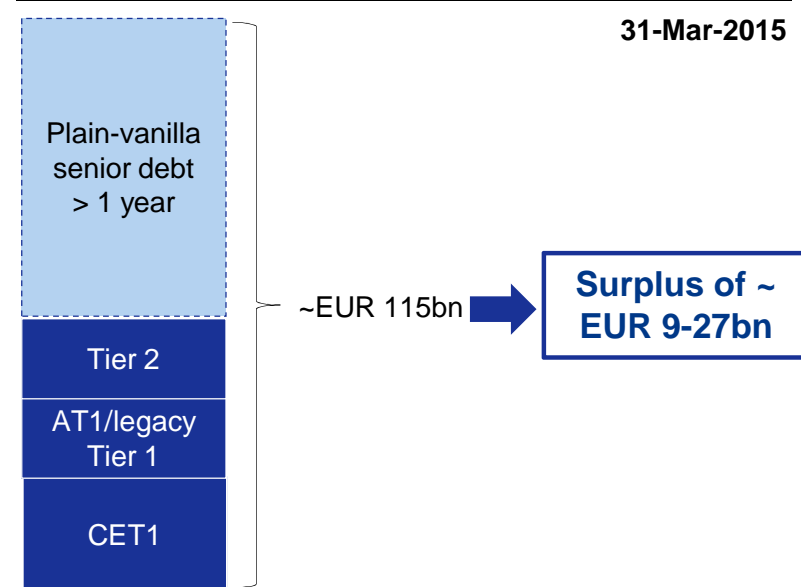 31-Mar-2015
Plain-vanilla
senior debt
> 1 year
~EUR 115bn
Surplus of ~
EUR 9-27bn
Tier 2
AT1/legacy
Tier 1
CET1